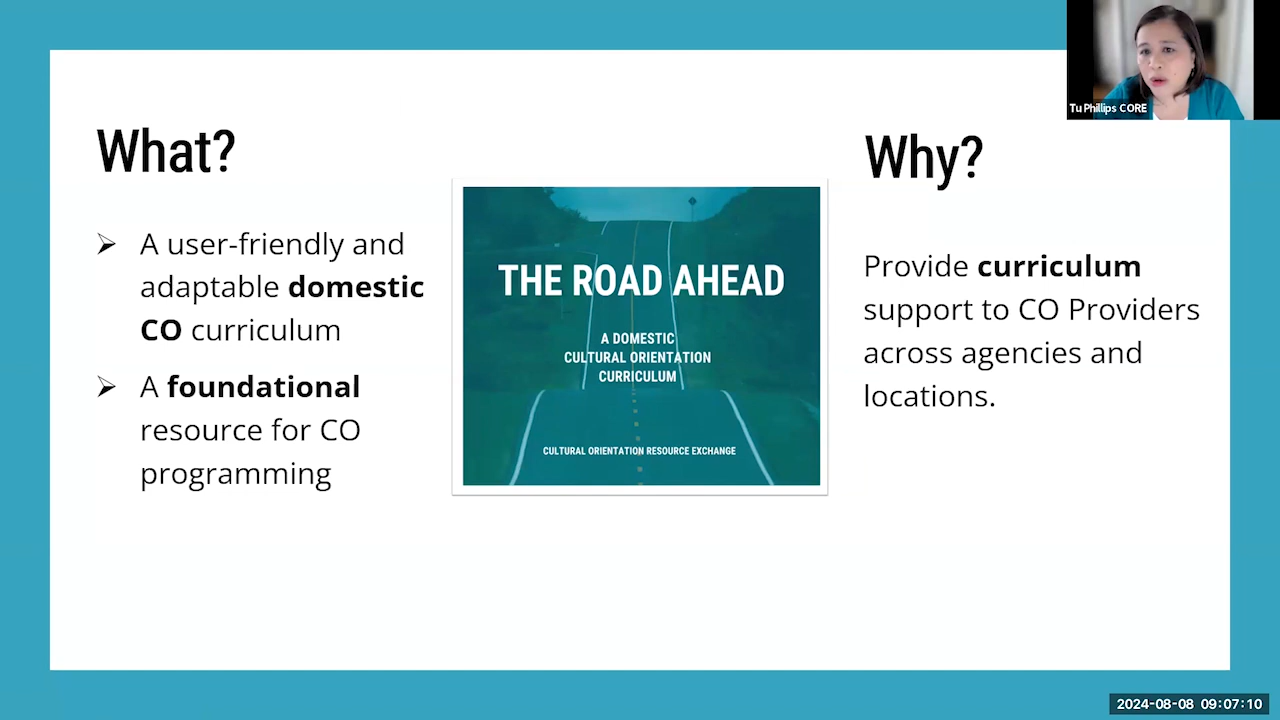 What?
➢ A user-friendly and
adaptable domestic
CO curriculum
➢ A foundational
resource for CO
programming
THE ROAD AHEAD
A DOMESTIC
CULTURAL ORIENTATION
CURRICULUM
CULTURAL ORIENTATION RESOURCE EXCHANGE
Why?
Provide curriculum
support to CO Providers
across agencies and
locations.
Tu Phillips CORE
2024-08-08 09:07:10